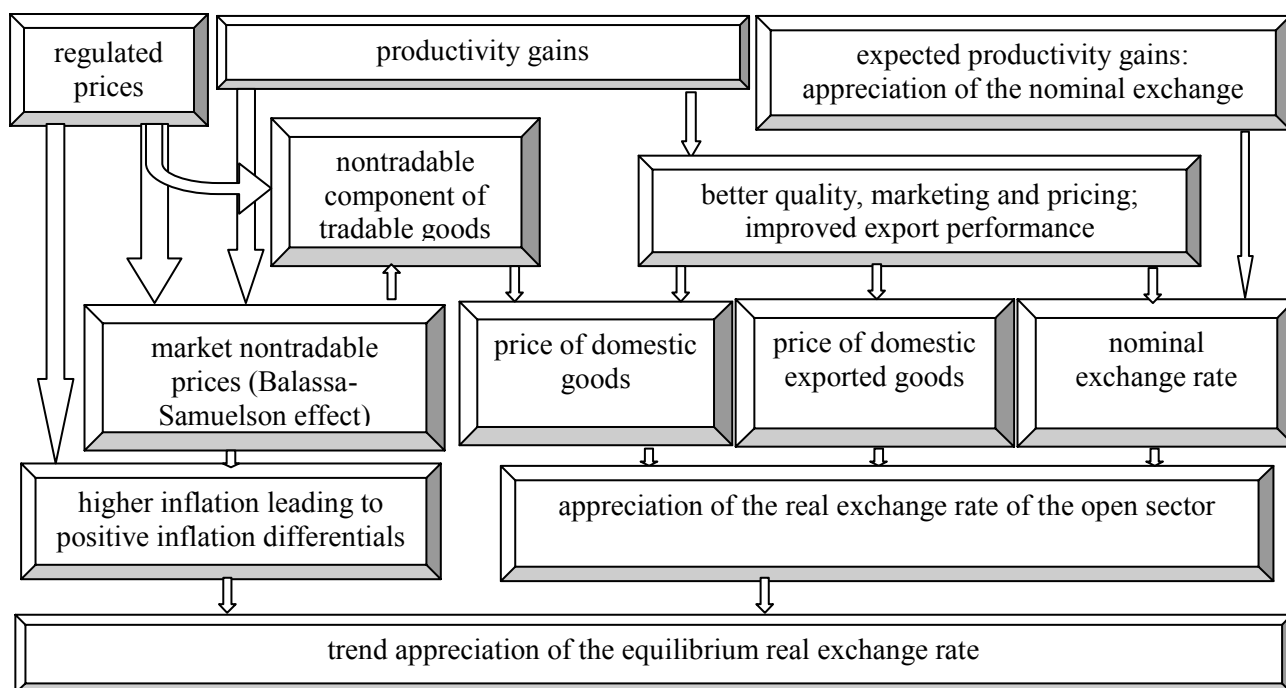 regulated
prices
productivity gains
expected productivity gains:
appreciation of the nominal exchange
nontradable
component of
tradable goods
better quality, marketing and pricing;
improved export performance
market nontradable
prices (Balassa-
Samuelson effect)
price of domestic
goods
price of domestic
exported goods
nominal
exchange rate
higher inflation leading to
positive inflation differentials
appreciation of the real exchange rate of the open sector
trend appreciation of the equilibrium real exchange rate